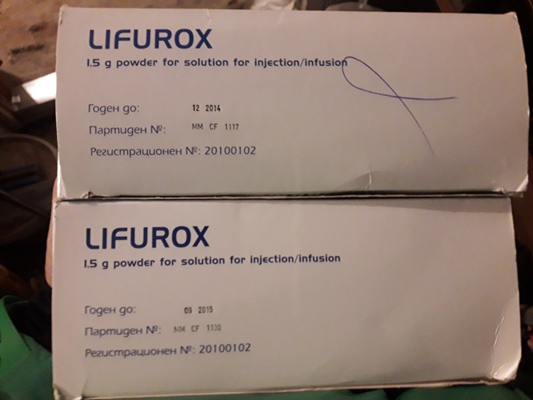 LIFUROX
1.5 g powder for solution for injection/infusion
Годен до: 12 2014
Партиден №: MM CF 1117
Регистрационен №: 20100102
LIFUROX
1.5 g powder for solution for injection/infusion
Годен до: 2015
Партиден №: MM CF
Регистрационен №: 20100102